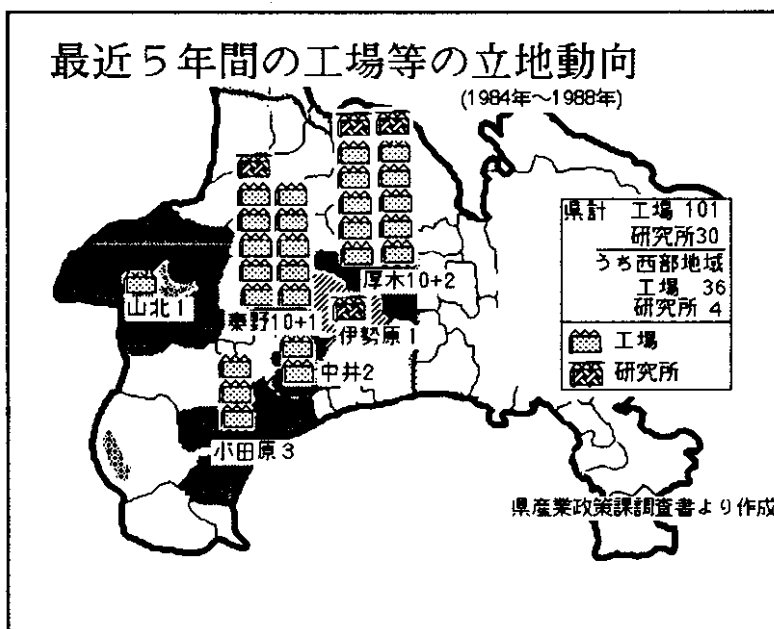 最近5年間の工場等の立地動向
(1984年～1988年)
県計 工場 101
研究所30
うち西部地域
工場 36
研究所 4
工場
研究所
厚木10+2
山北1
秦野10+1
伊勢原1
中井2
小田原3
県産業政策課調査書より作成